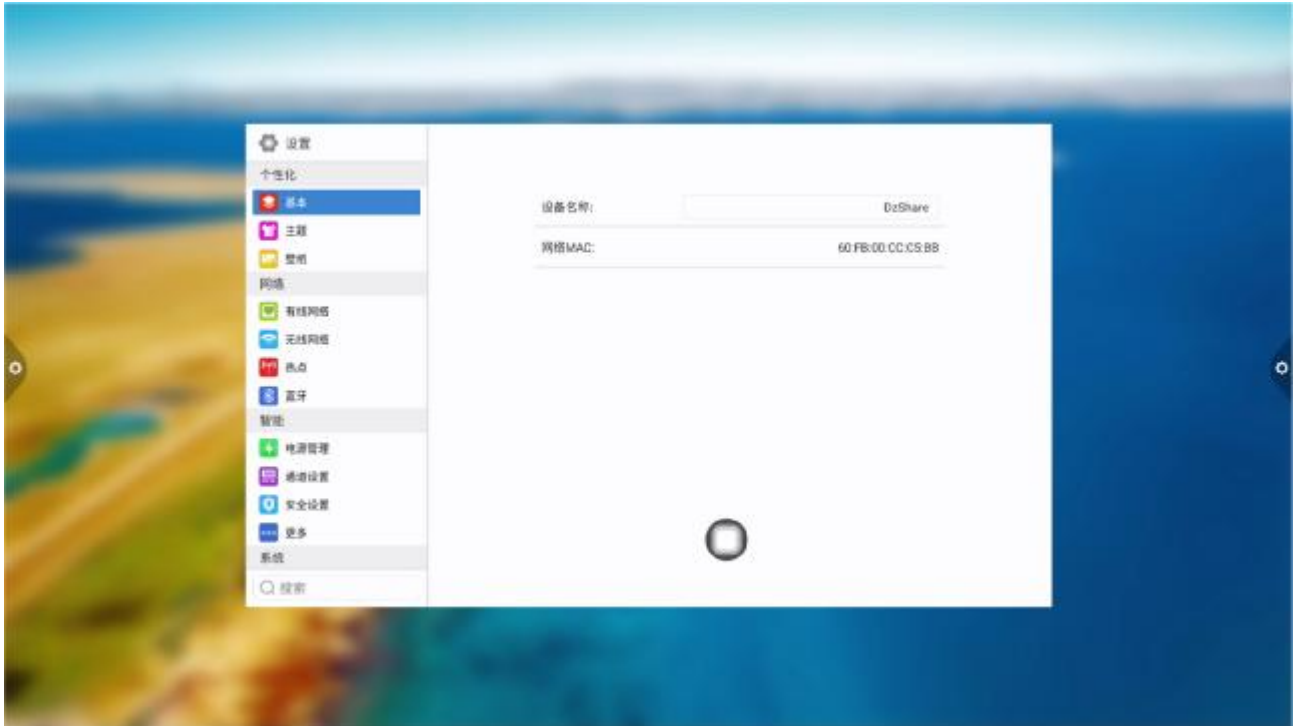 设置
个性化
基本
主题
壁纸
网络
有线网络
无线网络
热点
蓝牙
智能
电源管理
通道设置
安全设置
更多
系统
搜索
设备名称: DzShare
网络MAC: 60:FB:00:CC:C5:BB